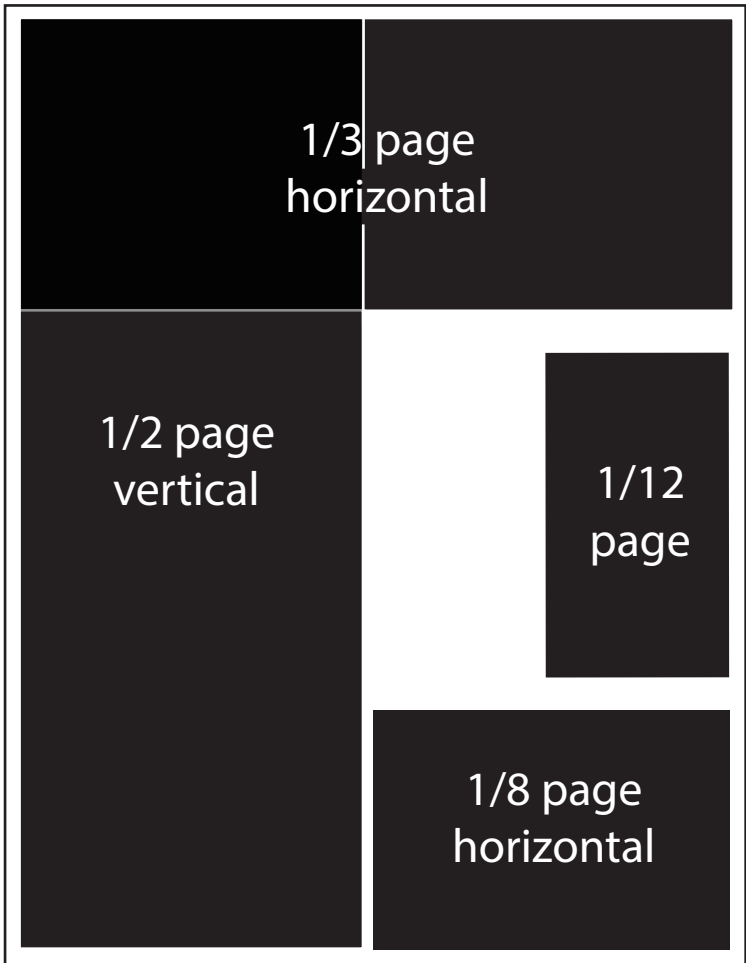 1/3 page
horizontal
1/2 page
vertical
1/12
page
1/8 page
horizontal